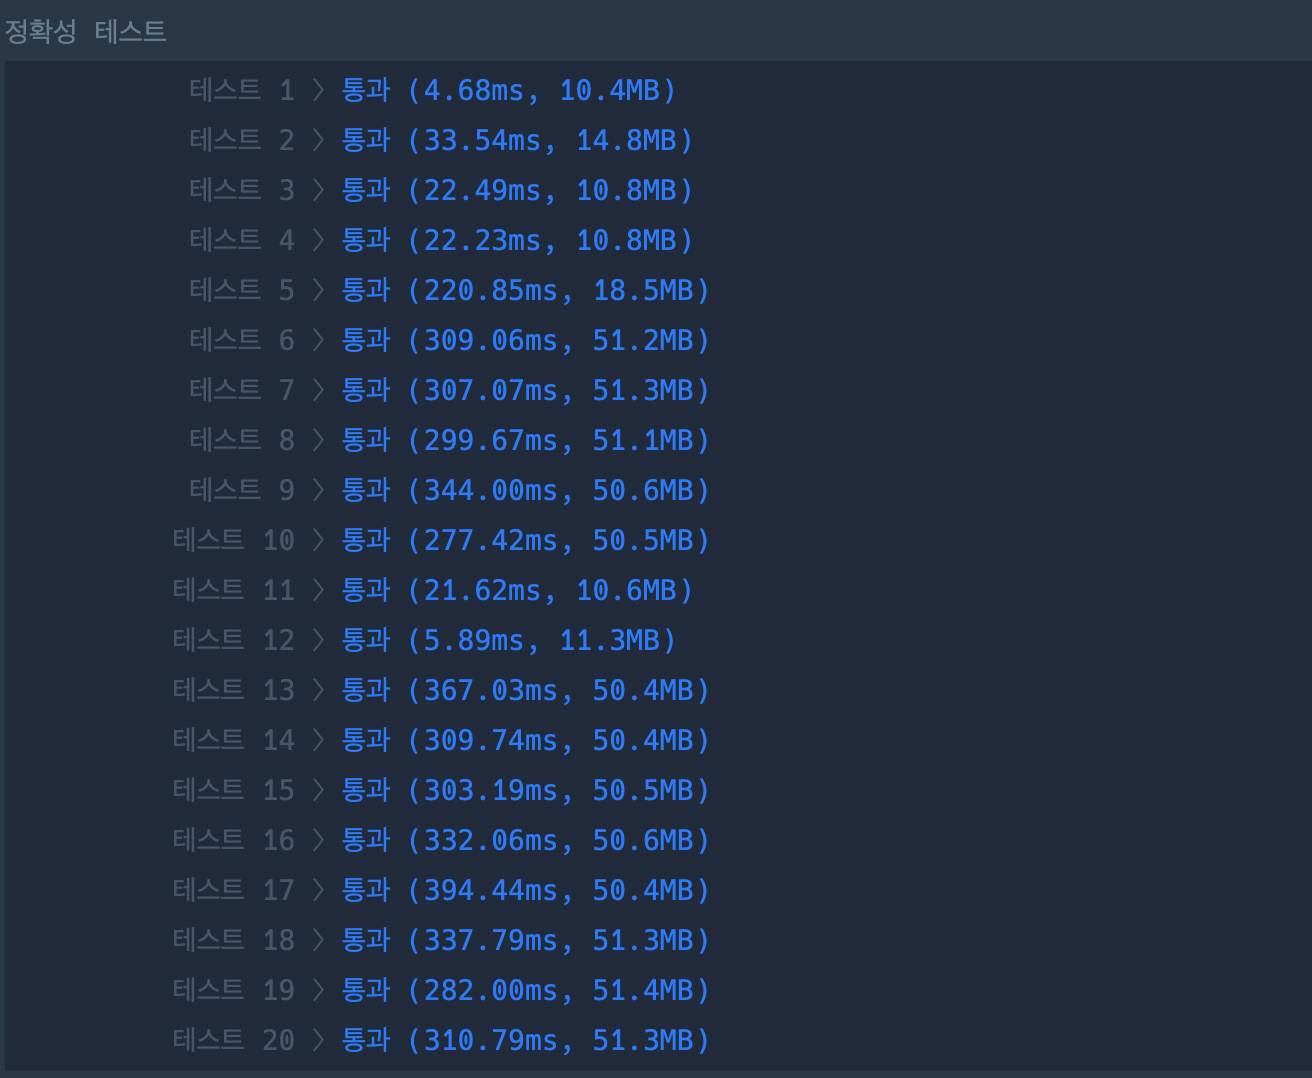 정확성 테스트
테스트 1 〉 통과 (4.68ms, 10.4MB)
테스트 2 〉 통과 (33.54ms, 14.8MB)
테스트 3 〉 통과 (22.49ms, 10.8MB)
테스트 4 〉 통과 (22.23ms, 10.8MB)
테스트 5 〉 통과 (220.85ms, 18.5MB)
테스트 6 〉 통과 (309.06ms, 51.2MB)
테스트 7 〉 통과 (307.07ms, 51.3MB)
테스트 8 〉 통과 (299.67ms, 51.1MB)
테스트 9 〉 통과 (344.00ms, 50.6MB)
테스트 10 〉 통과 (277.42ms, 50.5MB)
테스트 11 〉 통과 (21.62ms, 10.6MB)
테스트 12 〉 통과 (5.89ms, 11.3MB)
테스트 13 〉 통과 (367.03ms, 50.4MB)
테스트 14 〉 통과 (309.74ms, 50.4MB)
테스트 15 〉 통과 (303.19ms, 50.5MB)
테스트 16 〉 통과 (332.06ms, 50.6MB)
테스트 17 〉 통과 (394.44ms, 50.4MB)
테스트 18 〉 통과 (337.79ms, 51.3MB)
테스트 19 〉 통과 (282.00ms, 51.4MB)
테스트 20 〉 통과 (310.79ms, 51.3MB)